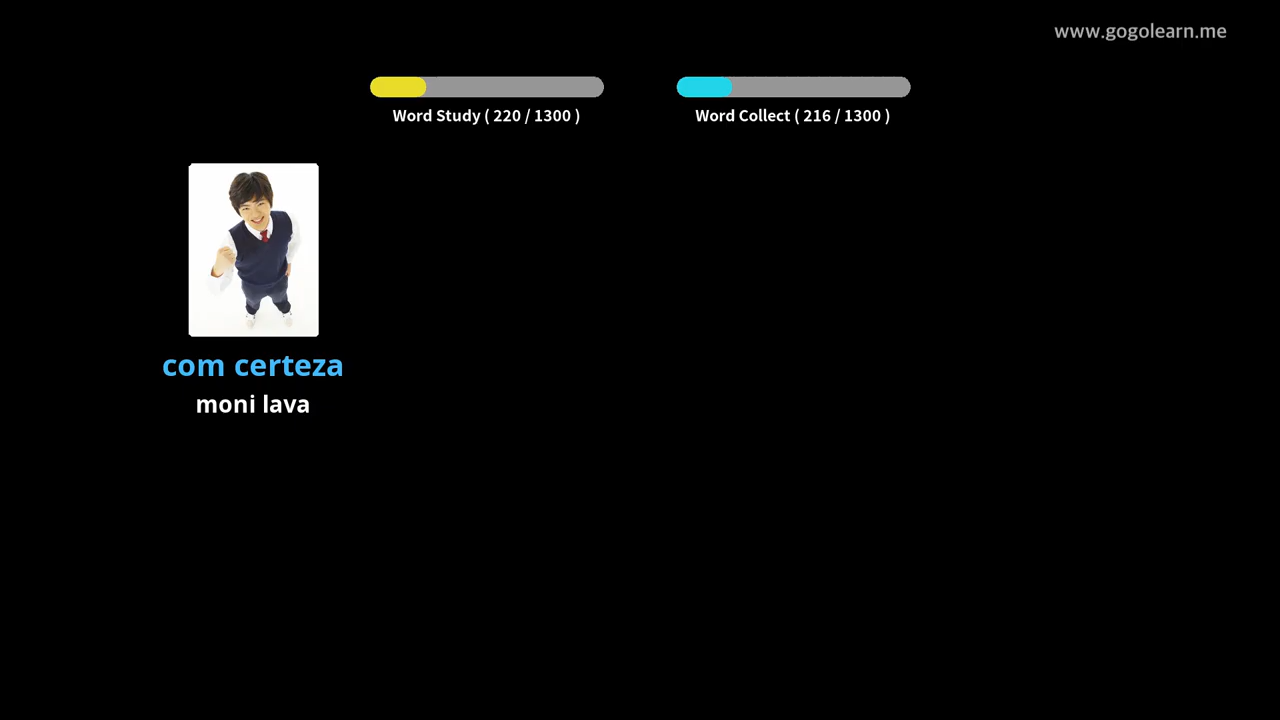 www.gogolearn.me
Word Study ( 220 / 1300 )
Word Collect ( 216 / 1300 )
com certeza
moni lava